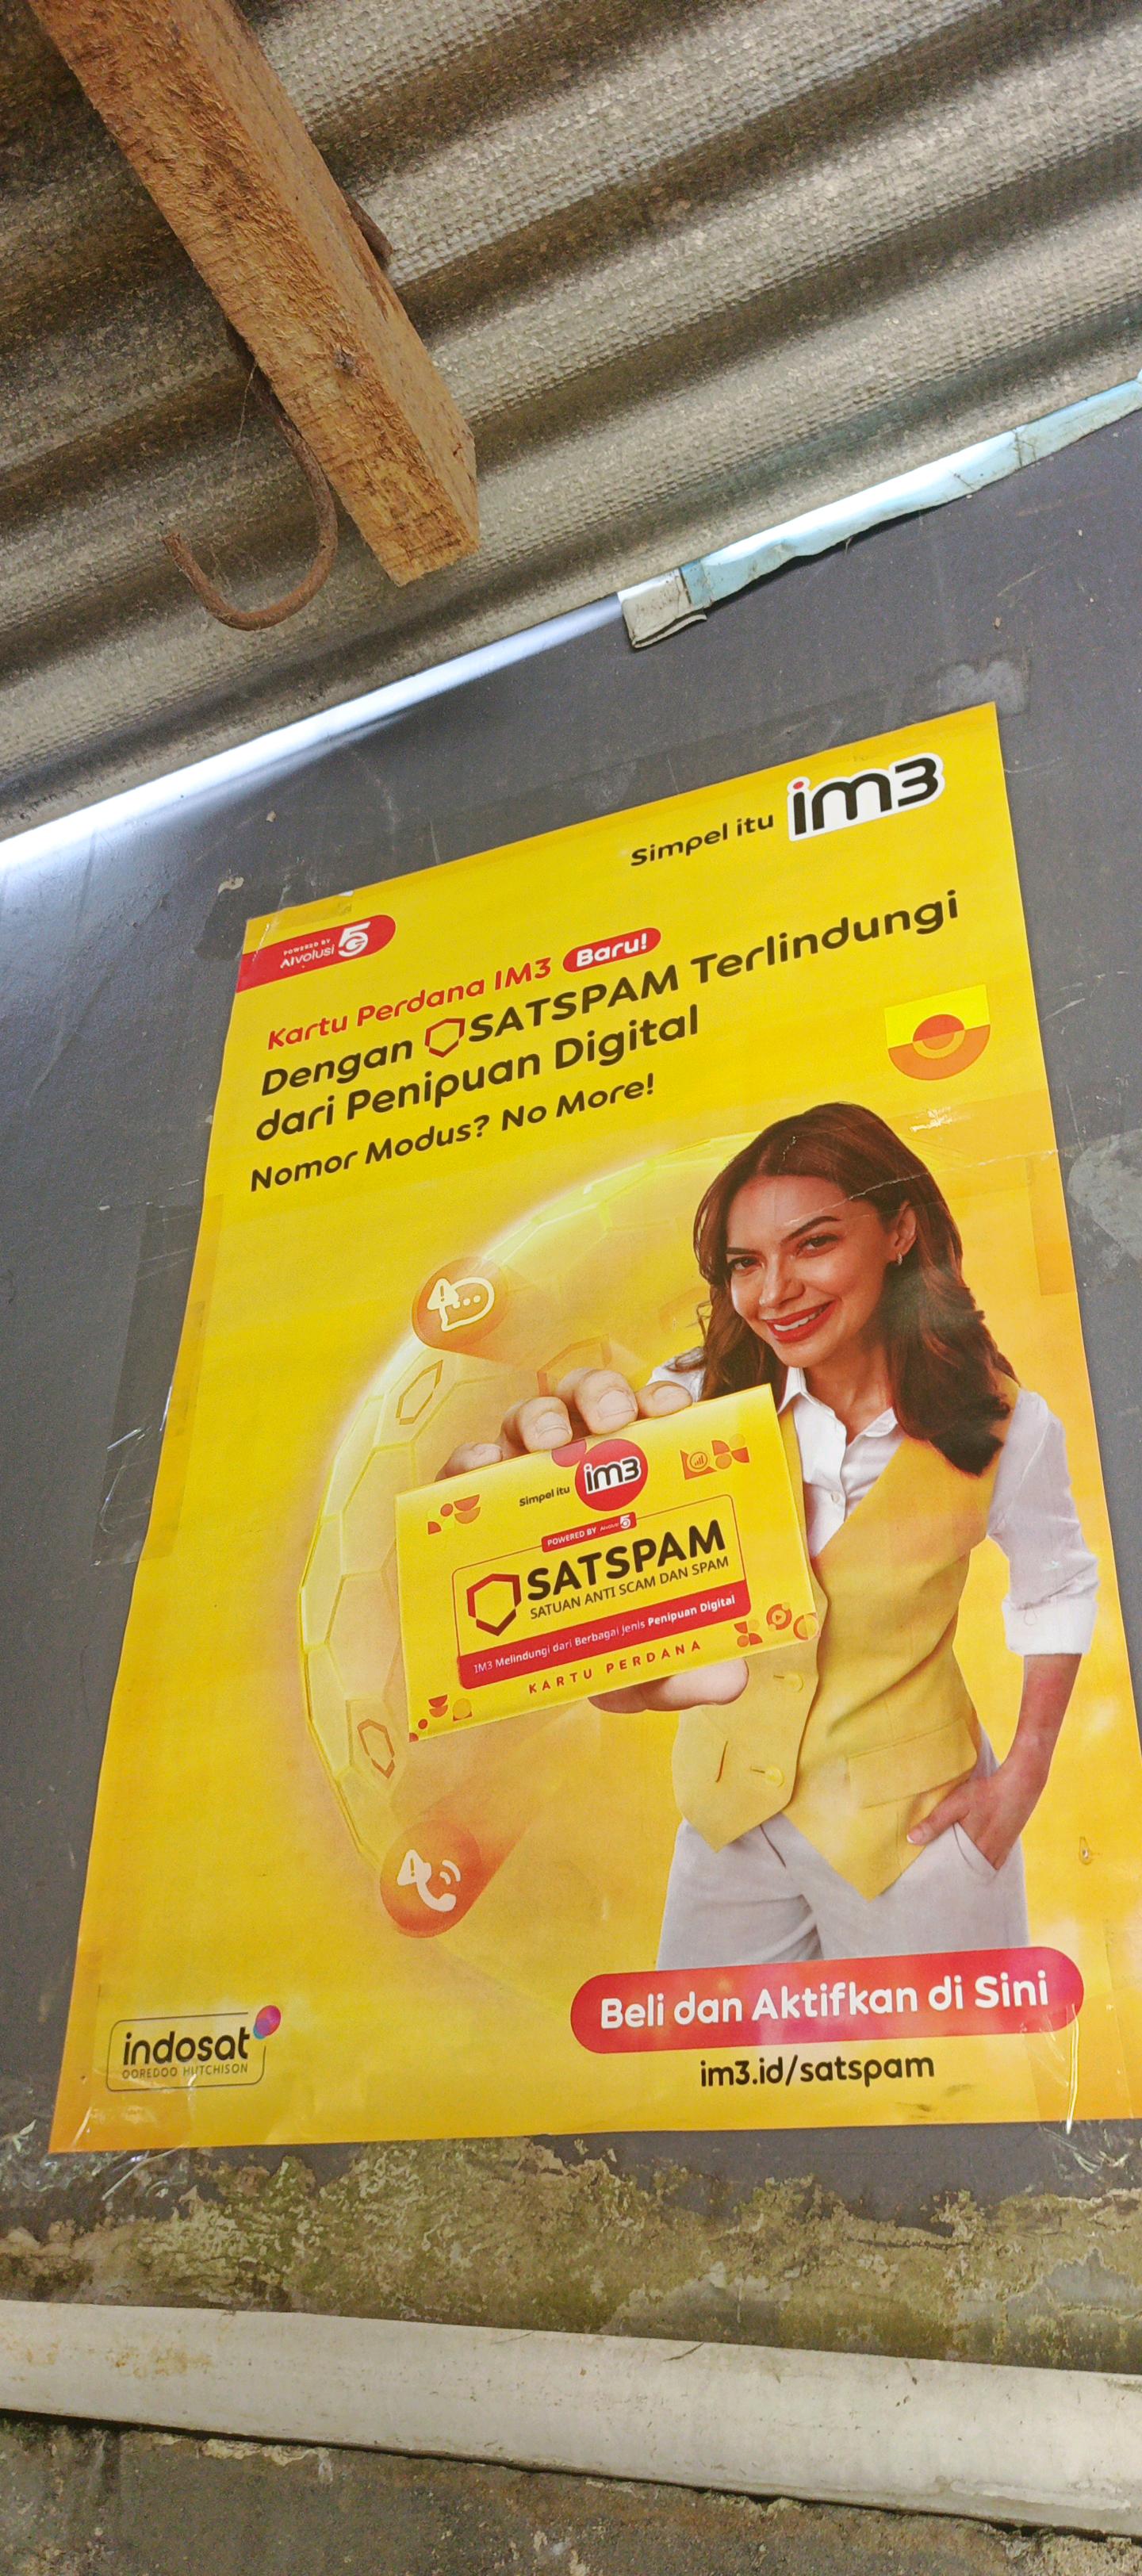 Simpel itu im3
POWERED BY
AIvolusi 5G
Kartu Perdana IM3 Baru!
Dengan SATSPAM Terlindungi
dari Penipuan Digital
Nomor Modus? No More!
Simpel itu im3
POWERED BY AIvolusi 5G
SATSPAM
SATUAN ANTI SCAM DAN SPAM
IM3 Melindungi dari Berbagai Jenis Penipuan Digital
KARTU PERDANA
Beli dan Aktifkan di Sini
im3.id/satspam
indosat
OOREDOO HUTCHISON